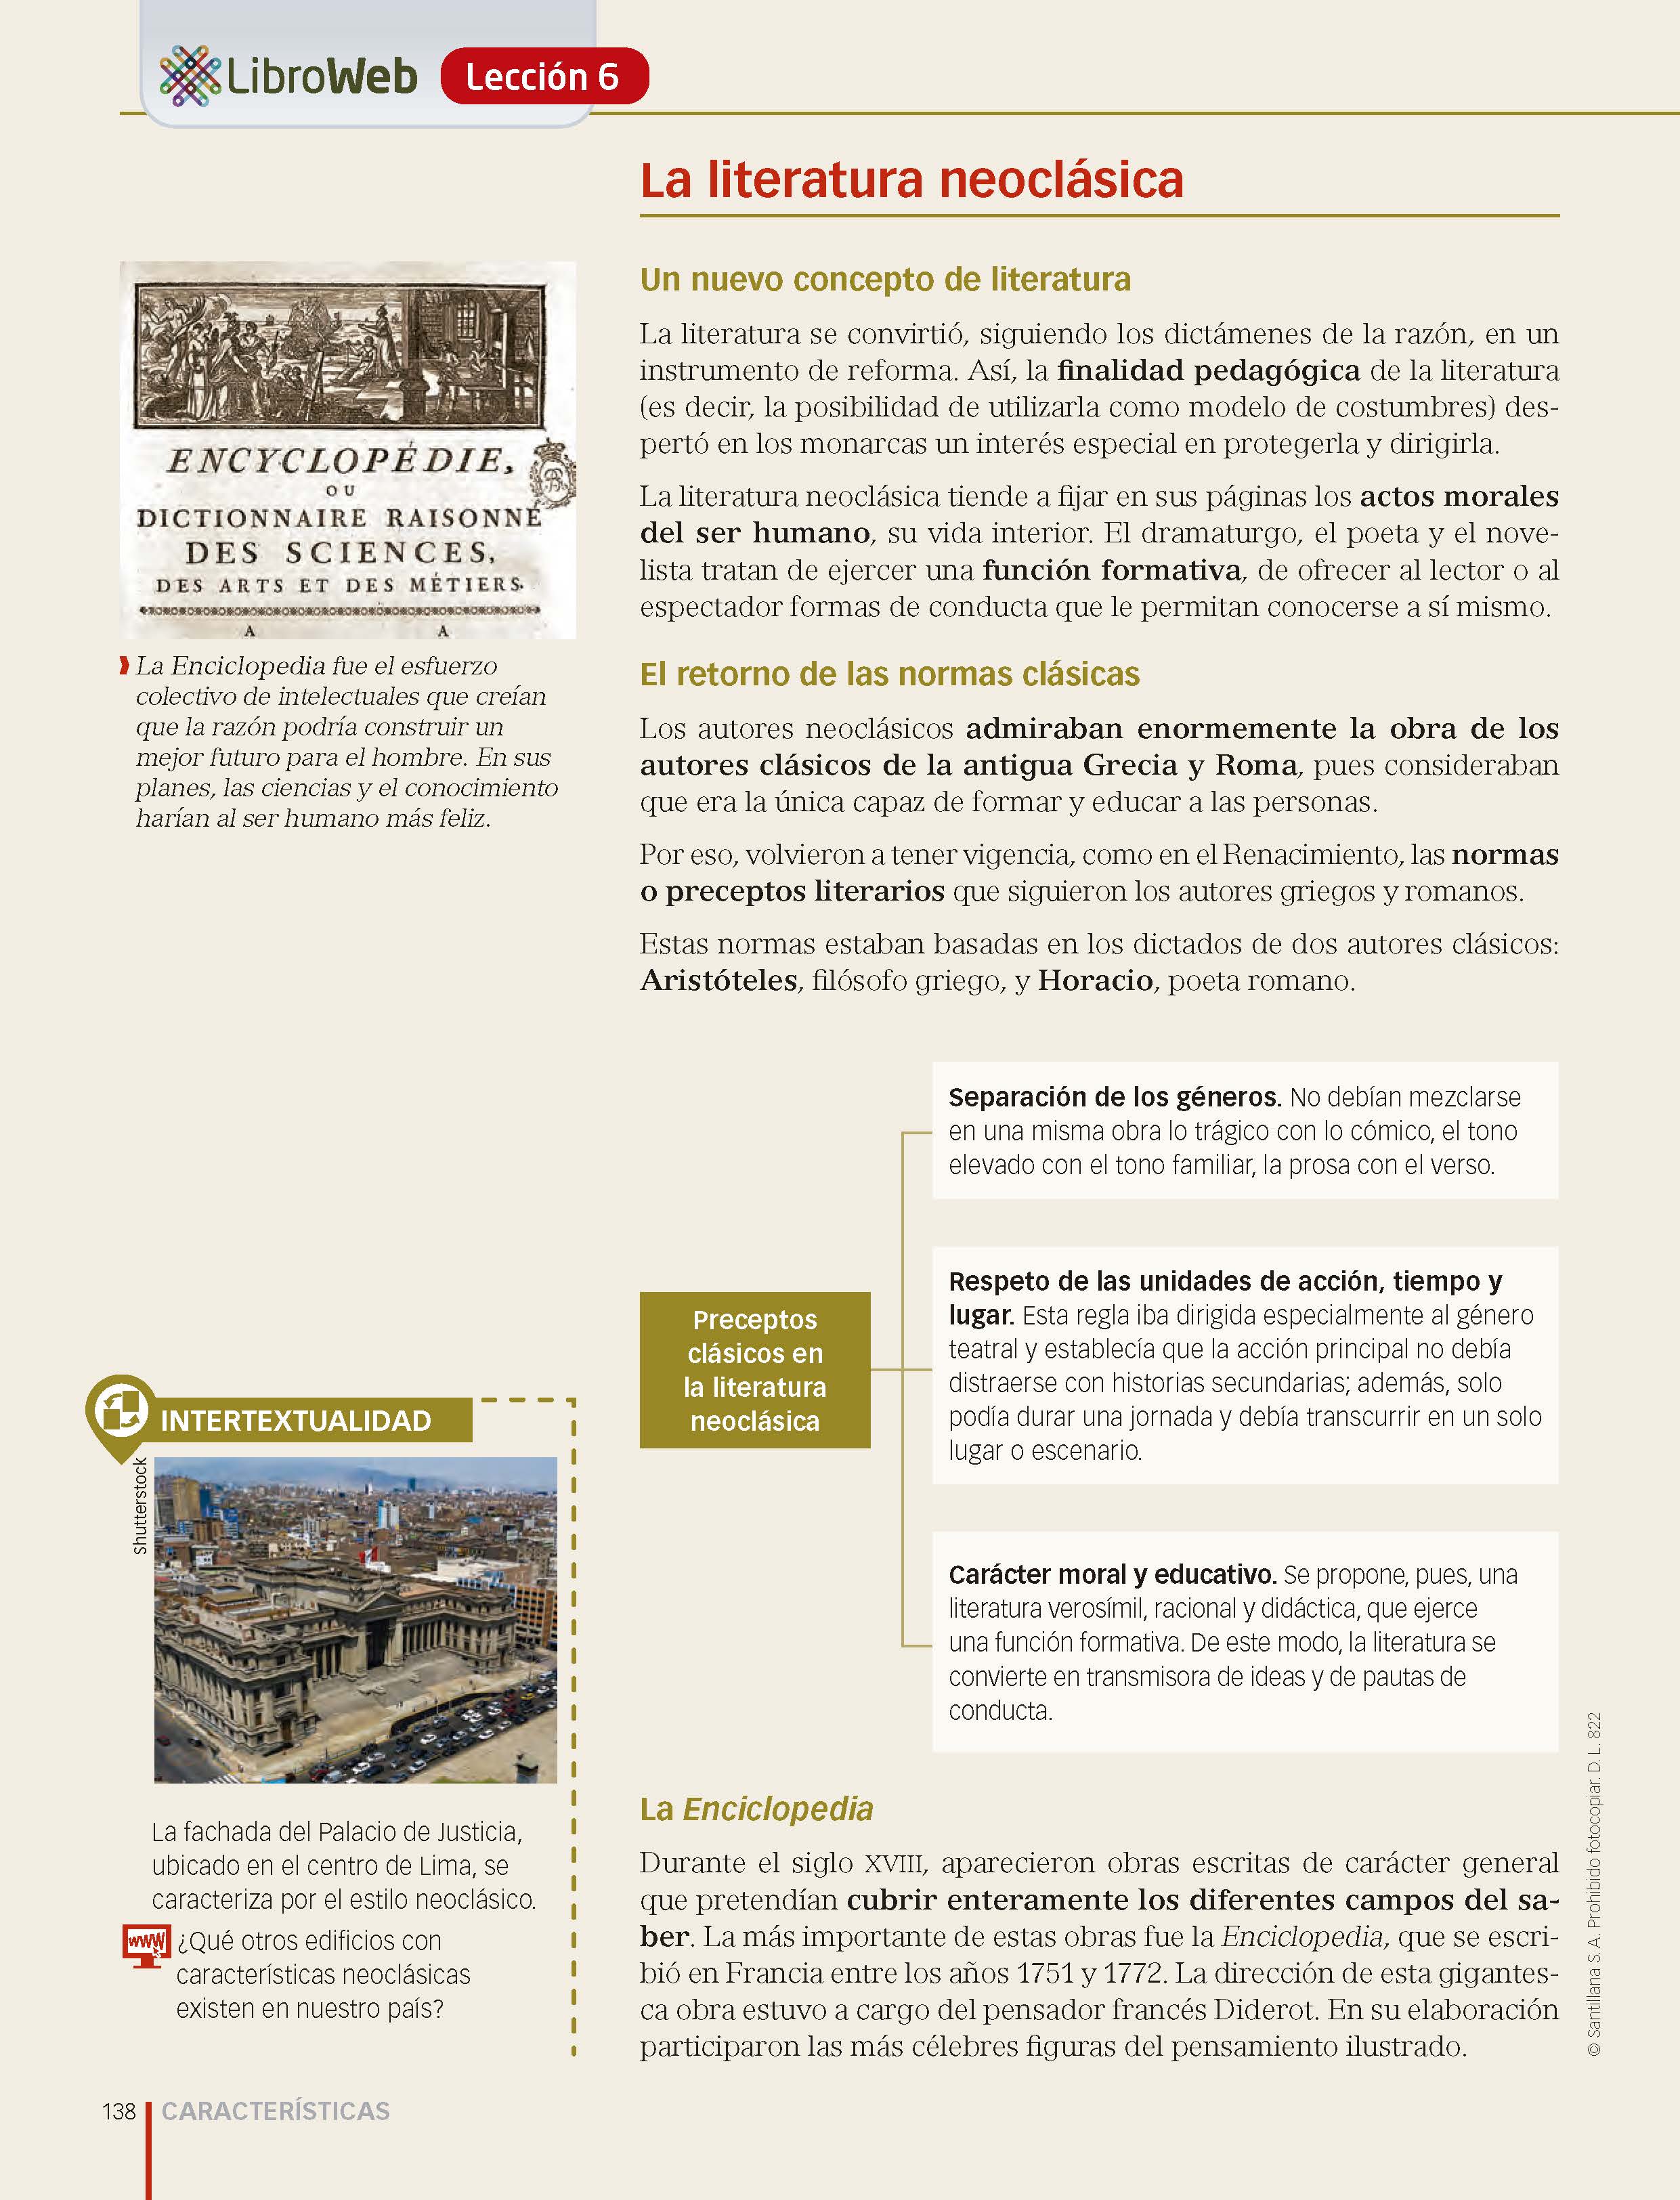 LibroWeb
Lección 6
La literatura neoclásica
ENCYCLOPÉDIE,
OU
DICTIONNAIRE RAISONNÉ
DES SCIENCES,
DES ARTS ET DES MÉTIERS.
A A
La Enciclopedia fue el esfuerzo
colectivo de intelectuales que creían
que la razón podría construir un
mejor futuro para el hombre. En sus
planes, las ciencias y el conocimiento
harían al ser humano más feliz.
Un nuevo concepto de literatura
La literatura se convirtió, siguiendo los dictámenes de la razón, en un
instrumento de reforma. Así, la finalidad pedagógica de la literatura
(es decir, la posibilidad de utilizarla como modelo de costumbres) des-
pertó en los monarcas un interés especial en protegerla y dirigirla.
La literatura neoclásica tiende a fijar en sus páginas los actos morales
del ser humano, su vida interior. El dramaturgo, el poeta y el nove-
lista tratan de ejercer una función formativa, de ofrecer al lector o al
espectador formas de conducta que le permitan conocerse a sí mismo.
El retorno de las normas clásicas
Los autores neoclásicos admiraban enormemente la obra de los
autores clásicos de la antigua Grecia y Roma, pues consideraban
que era la única capaz de formar y educar a las personas.
Por eso, volvieron a tener vigencia, como en el Renacimiento, las normas
o preceptos literarios que siguieron los autores griegos y romanos.
Estas normas estaban basadas en los dictados de dos autores clásicos:
Aristóteles, filósofo griego, y Horacio, poeta romano.
Preceptos
clásicos en
la literatura
neoclásica
Separación de los géneros. No debían mezclarse
en una misma obra lo trágico con lo cómico, el tono
elevado con el tono familiar, la prosa con el verso.
Respeto de las unidades de acción, tiempo y
lugar. Esta regla iba dirigida especialmente al género
teatral y establecía que la acción principal no debía
distraerse con historias secundarias; además, solo
podía durar una jornada y debía transcurrir en un solo
lugar o escenario.
Carácter moral y educativo. Se propone, pues, una
literatura verosímil, racional y didáctica, que ejerce
una función formativa. De este modo, la literatura se
convierte en transmisora de ideas y de pautas de
conducta.
INTERTEXTUALIDAD
Shutterstock
La fachada del Palacio de Justicia,
ubicado en el centro de Lima, se
caracteriza por el estilo neoclásico.
www
¿Qué otros edificios con
características neoclásicas
existen en nuestro país?
La Enciclopedia
Durante el siglo XVIII, aparecieron obras escritas de carácter general
que pretendían cubrir enteramente los diferentes campos del sa-
ber. La más importante de estas obras fue la Enciclopedia, que se escri-
bió en Francia entre los años 1751 y 1772. La dirección de esta gigantes-
ca obra estuvo a cargo del pensador francés Diderot. En su elaboración
participaron las más célebres figuras del pensamiento ilustrado.
© Santillana S. A. Prohibido fotocopiar. D. L. 822
138 CARACTERÍSTICAS